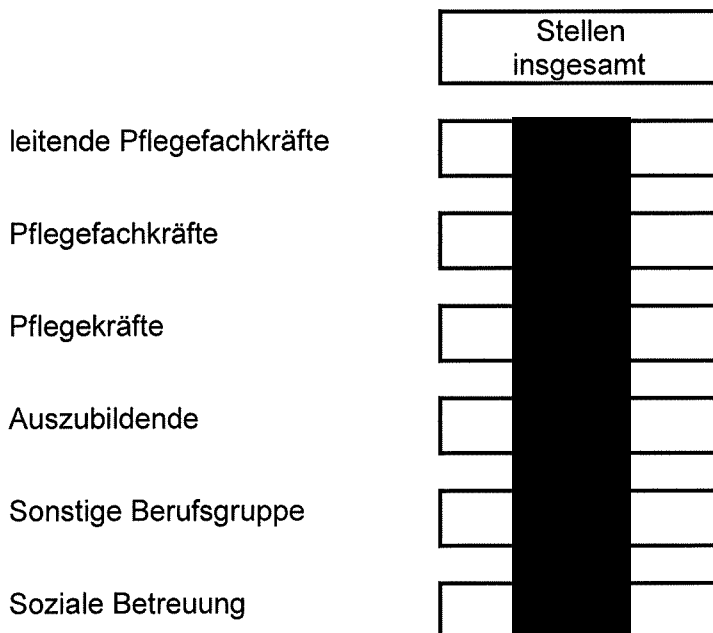 Stellen
insgesamt
leitende Pflegefachkräfte
Pflegefachkräfte
Pflegekräfte
Auszubildende
Sonstige Berufsgruppe
Soziale Betreuung